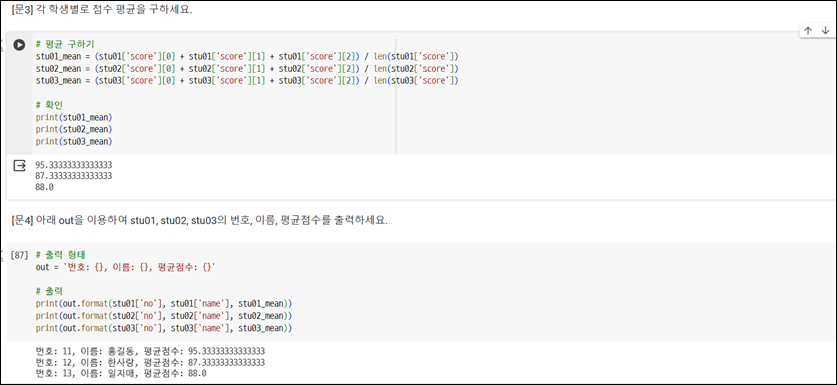 [문3] 각 학생별로 점수 평균을 구하세요.
# 평균 구하기
stu01_mean = (stu01['score'][0] + stu01['score'][1] + stu01['score'][2]) / len(stu01['score'])
stu02_mean = (stu02['score'][0] + stu02['score'][1] + stu02['score'][2]) / len(stu02['score'])
stu03_mean = (stu03['score'][0] + stu03['score'][1] + stu03['score'][2]) / len(stu03['score'])
# 확인
print(stu01_mean)
print(stu02_mean)
print(stu03_mean)
95.33333333333333
87.33333333333333
88.0
[문4] 아래 out을 이용하여 stu01, stu02, stu03의 번호, 이름, 평균점수를 출력하세요.
[87] # 출력 형태
out = '번호: {}, 이름: {}, 평균점수: {}'
# 출력
print(out.format(stu01['no'], stu01['name'], stu01_mean))
print(out.format(stu02['no'], stu02['name'], stu02_mean))
print(out.format(stu03['no'], stu03['name'], stu03_mean))
번호: 11, 이름: 홍길동, 평균점수: 95.33333333333333
번호: 12, 이름: 한사랑, 평균점수: 87.33333333333333
번호: 13, 이름: 일지매, 평균점수: 88.0